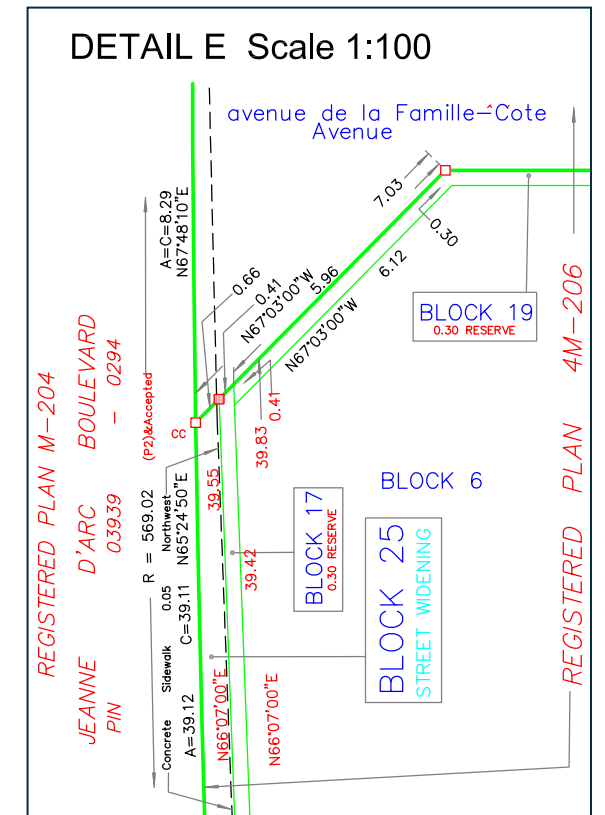 DETAIL E Scale 1:100
avenue de la Famille-Cote
Avenue
A=C=8.29
N67°48'10"E
7.03
0.30
0.66
0.41
N67°03'00"W
5.96
6.12
N67°03'00"W
BLOCK 19
0.30 RESERVE
REGISTERED PLAN M-204
JEANNE D'ARC BOULEVARD
PIN 03939 - 0294
(P2)&Accepted
CC
R = 569.02
Concrete Sidewalk 0.05 Northwest
A=39.12 C=39.11 N65°24'50"E
39.55
N66°07'00"E
39.42
N66°07'00"E
39.83
0.41
BLOCK 17
0.30 RESERVE
BLOCK 6
BLOCK 25
STREET WIDENING
REGISTERED PLAN 4M-206